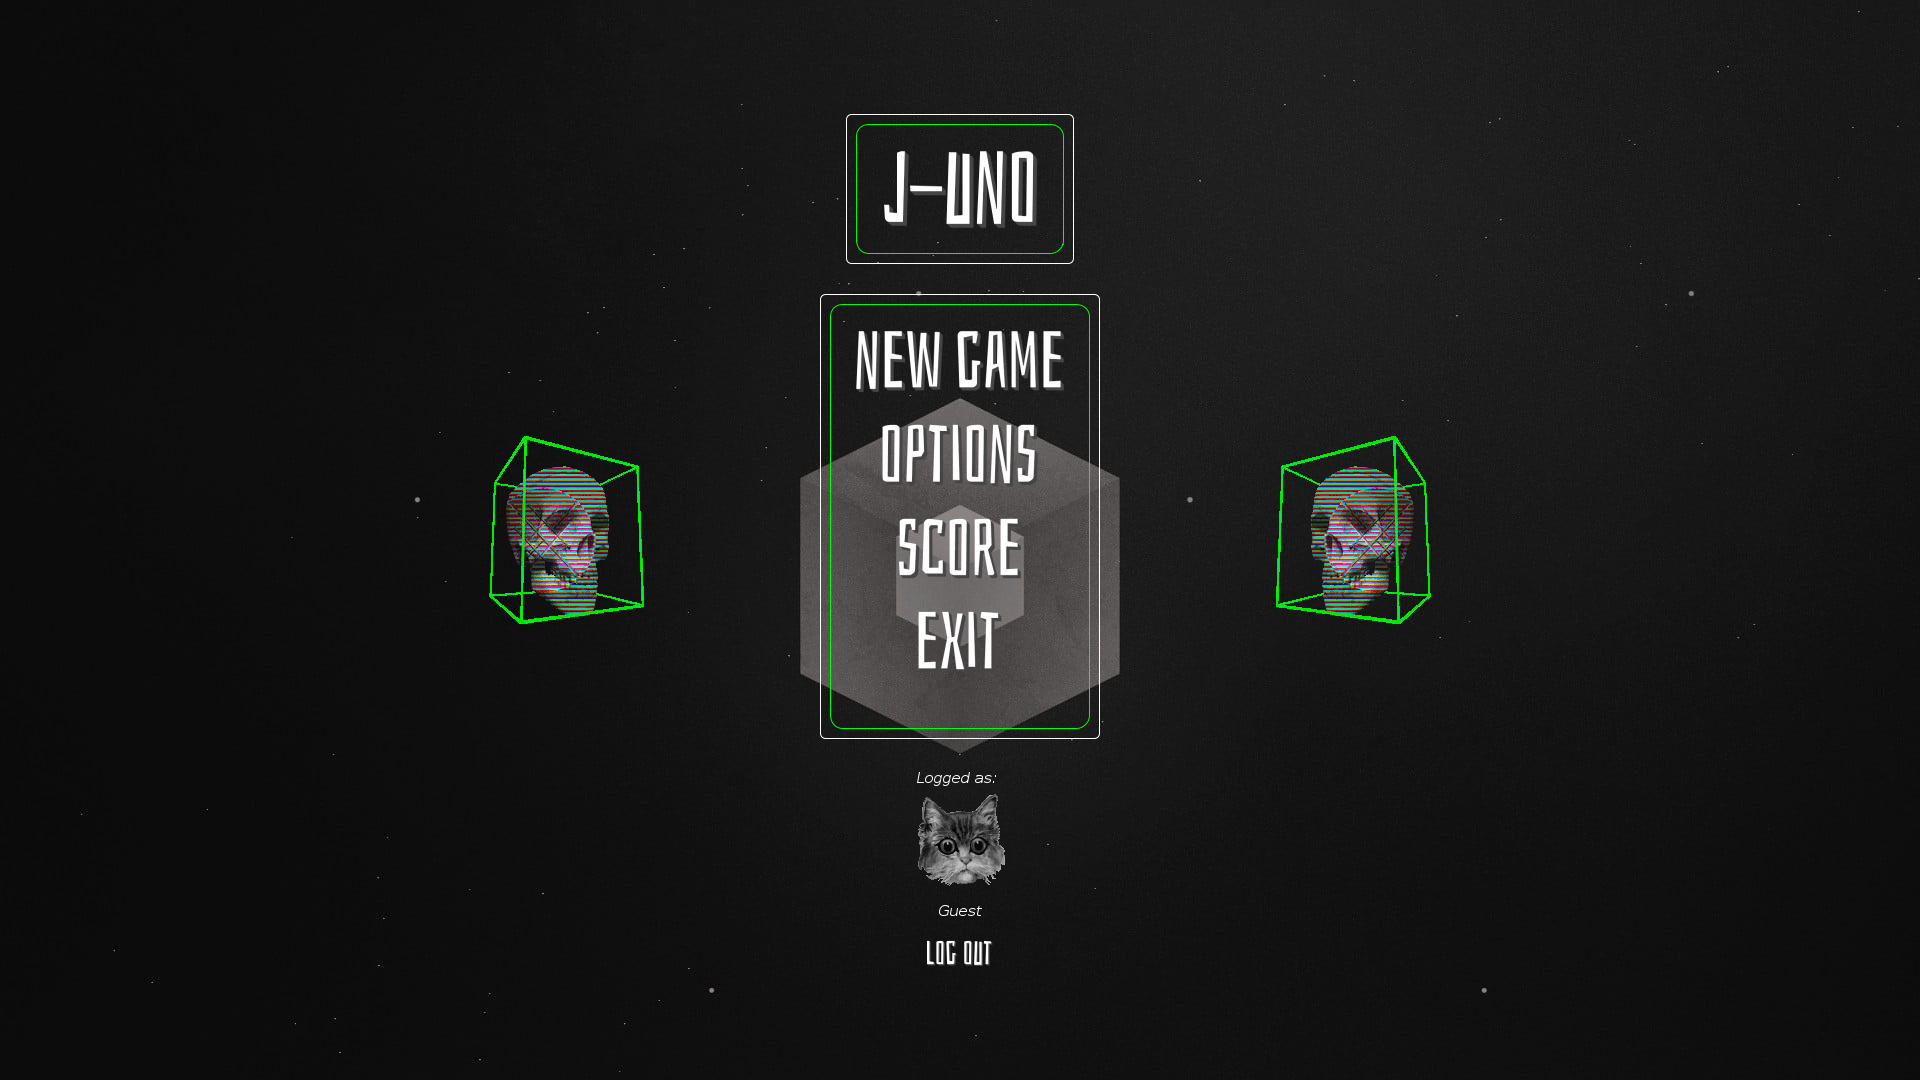 J-UNO
NEW GAME
OPTIONS
SCORE
EXIT
Logged as:
Guest
LOG OUT